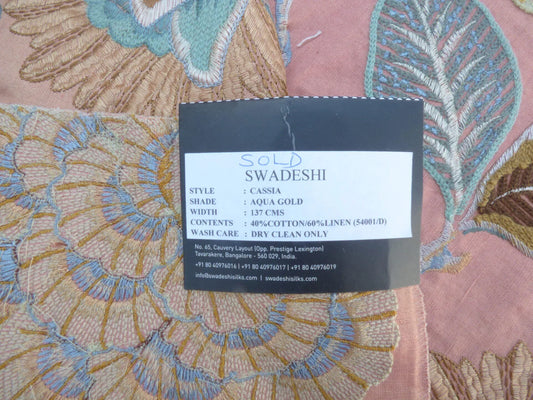 SOLD
SWADESHI
STYLE : CASSIA
SHADE : AQUA GOLD
WIDTH : 137 CMS
CONTENTS : 40%COTTON/60%LINEN (54001/D)
WASH CARE : DRY CLEAN ONLY
No. 65, Cauvery Layout (Opp. Prestige Lexington)
Tavarakere, Bangalore - 560 029, India.
+91 80 40976016 | +91 80 40976017 | +91 80 40976019
info@swadeshisilks.com | swadeshisilks.com